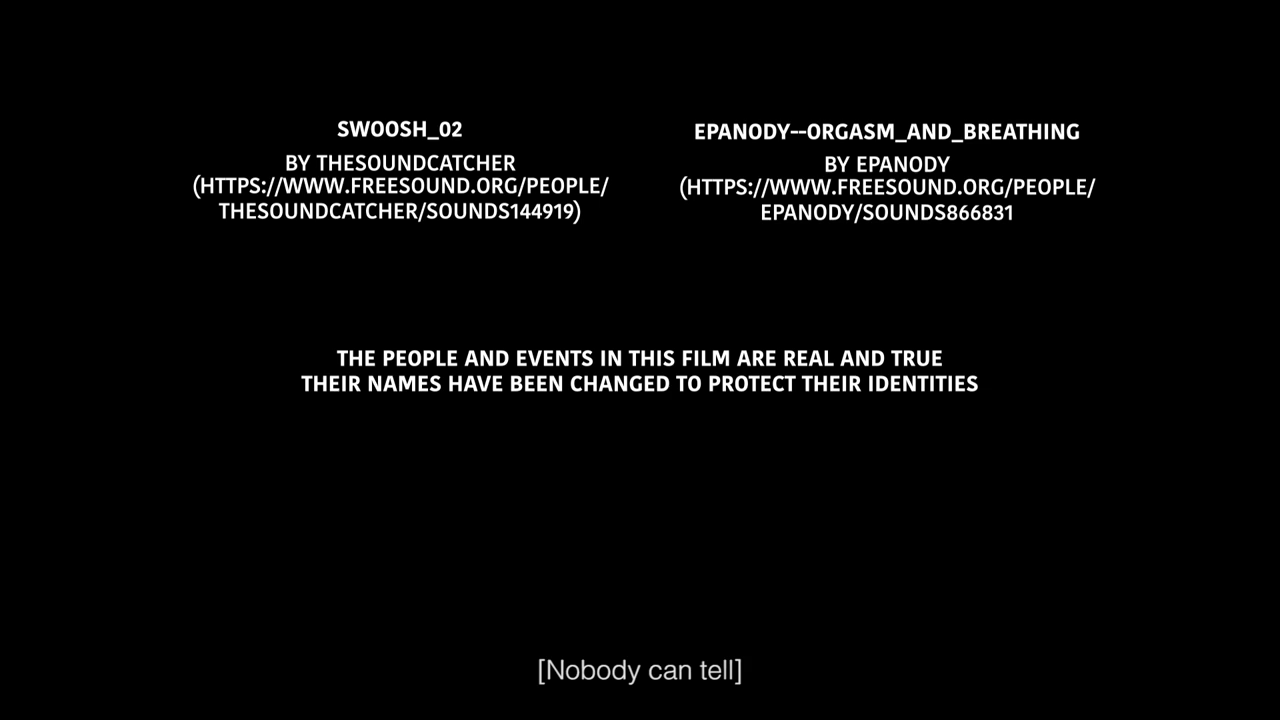 SWOOSH_02
BY THESOUNDCATCHER
(HTTPS://WWW.FREESOUND.ORG/PEOPLE/
THESOUNDCATCHER/SOUNDS144919)
EPANODY--ORGASM_AND_BREATHING
BY EPANODY
(HTTPS://WWW.FREESOUND.ORG/PEOPLE/
EPANODY/SOUNDS866831
THE PEOPLE AND EVENTS IN THIS FILM ARE REAL AND TRUE
THEIR NAMES HAVE BEEN CHANGED TO PROTECT THEIR IDENTITIES
[Nobody can tell]